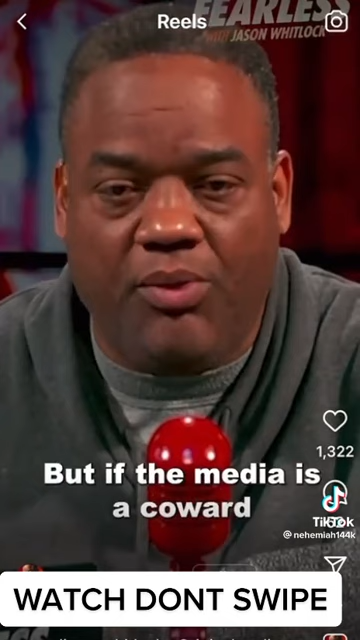 Reels
FEARLESS
JASON WHITLOCK
1,322
But if the media is
a coward
TikTok
@nehemiah144k
WATCH DONT SWIPE